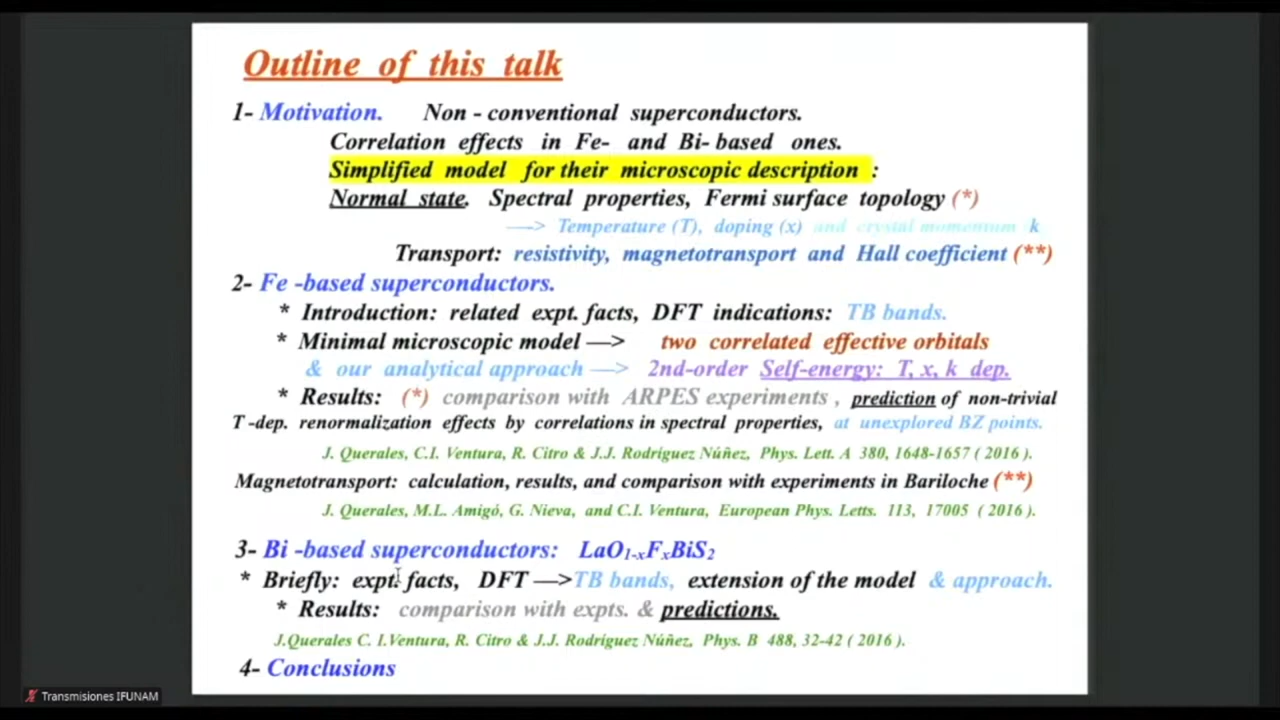 Outline of this talk
1- Motivation. Non - conventional superconductors.
Correlation effects in Fe- and Bi- based ones.
Simplified model for their microscopic description :
Normal state. Spectral properties, Fermi surface topology (*)
—> Temperature (T), doping (x) and crystal momentum k
Transport: resistivity, magnetotransport and Hall coefficient (**)
2- Fe -based superconductors.
* Introduction: related expt. facts, DFT indications: TB bands.
* Minimal microscopic model —> two correlated effective orbitals
& our analytical approach —> 2nd-order Self-energy: T, x, k dep.
* Results: (*) comparison with ARPES experiments , prediction of non-trivial
T -dep. renormalization effects by correlations in spectral properties, at unexplored BZ points.
J. Querales, C.I. Ventura, R. Citro & J.J. Rodríguez Núñez, Phys. Lett. A 380, 1648-1657 ( 2016 ).
Magnetotransport: calculation, results, and comparison with experiments in Bariloche (**)
J. Querales, M.L. Amigó, G. Nieva, and C.I. Ventura, European Phys. Letts. 113, 17005 ( 2016 ).
3- Bi -based superconductors: LaO1-xFxBiS2
* Briefly: expt. facts, DFT —>TB bands, extension of the model & approach.
* Results: comparison with expts. & predictions.
J.Querales C. I.Ventura, R. Citro & J.J. Rodríguez Núñez, Phys. B 488, 32-42 ( 2016 ).
4- Conclusions
Transmisiones IFUNAM